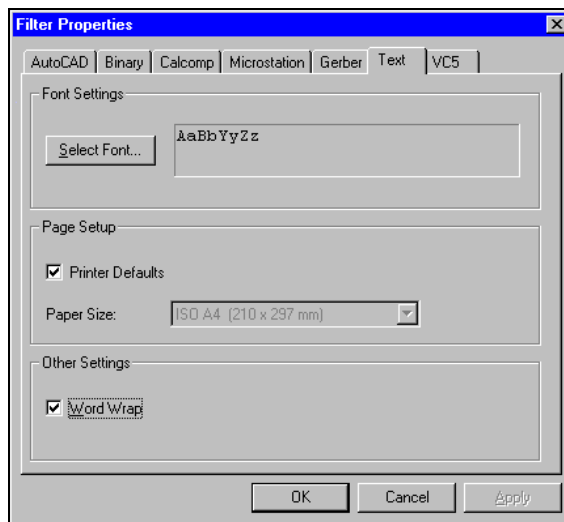 Filter Properties
AutoCAD Binary Calcomp Microstation Gerber Text VC5
Font Settings
Select Font... AaBbYyZz
Page Setup
Printer Defaults
Paper Size: ISO A4 (210 x 297 mm)
Other Settings
Word Wrap
OK Cancel Apply